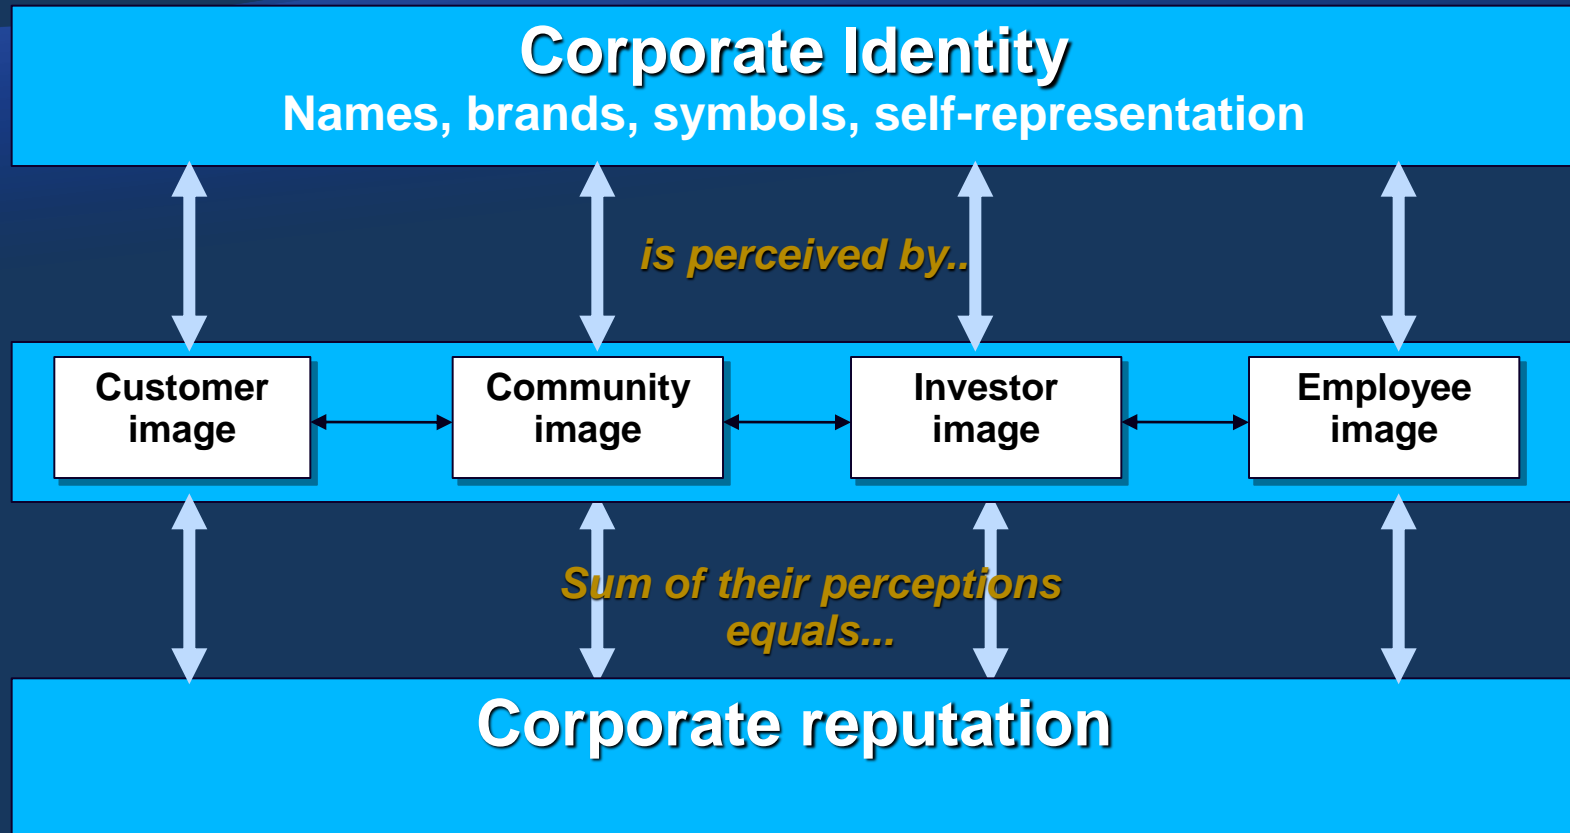 Corporate Identity
Names, brands, symbols, self-representation
is perceived by..
Customer
image
Community
image
Investor
image
Employee
image
Sum of their perceptions
equals...
Corporate reputation